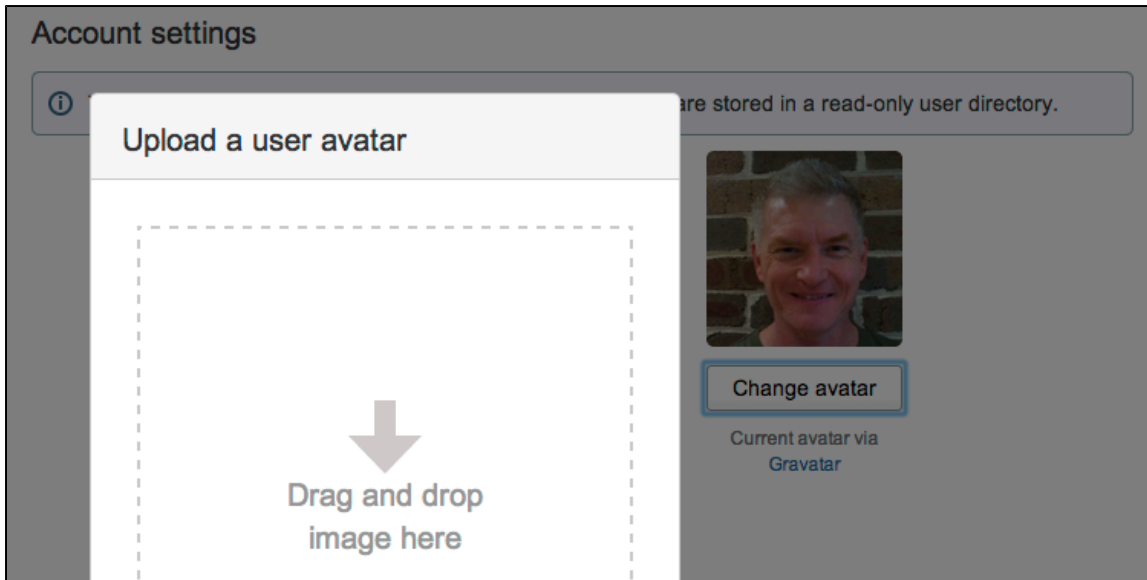 Account settings
are stored in a read-only user directory.
Upload a user avatar
Change avatar
Current avatar via
Gravatar
Drag and drop
image here